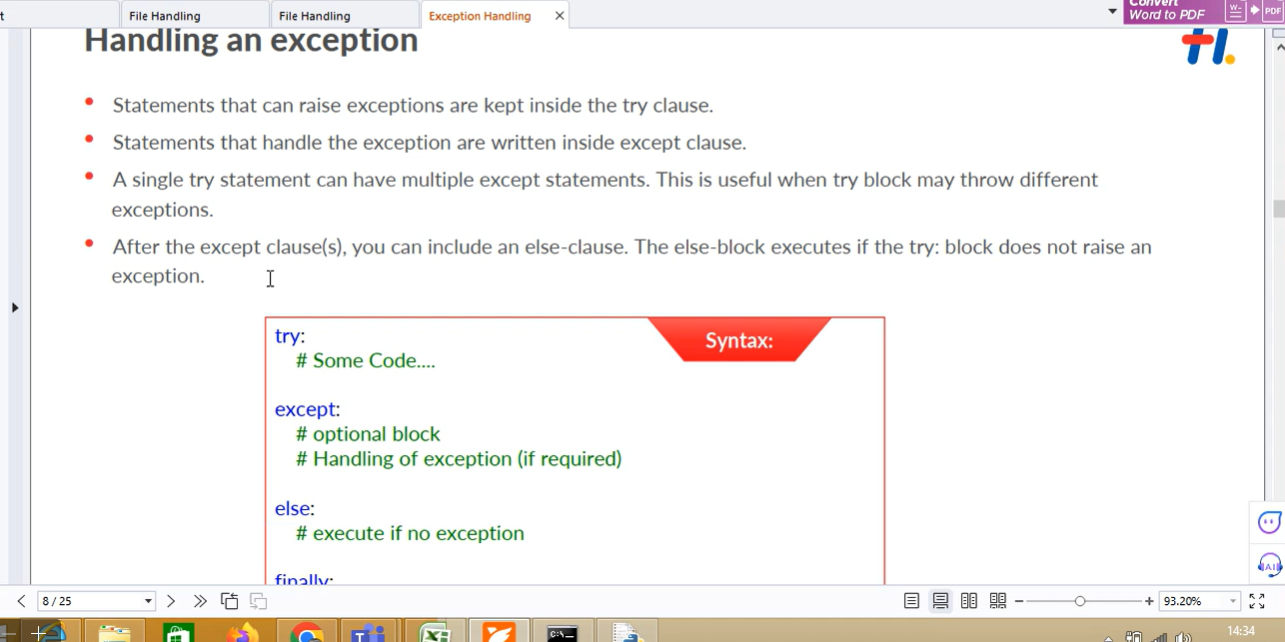 t
File Handling
File Handling
Exception Handling
Convert
Word to PDF
W
PDF
Handling an exception
Statements that can raise exceptions are kept inside the try clause.
Statements that handle the exception are written inside except clause.
A single try statement can have multiple except statements. This is useful when try block may throw different
exceptions.
After the except clause(s), you can include an else-clause. The else-block executes if the try: block does not raise an
exception.
Syntax:
try:
# Some Code....
except:
# optional block
# Handling of exception (if required)
else:
# execute if no exception
finally:
AI
8 / 25
93.20%
C:\_
14:34